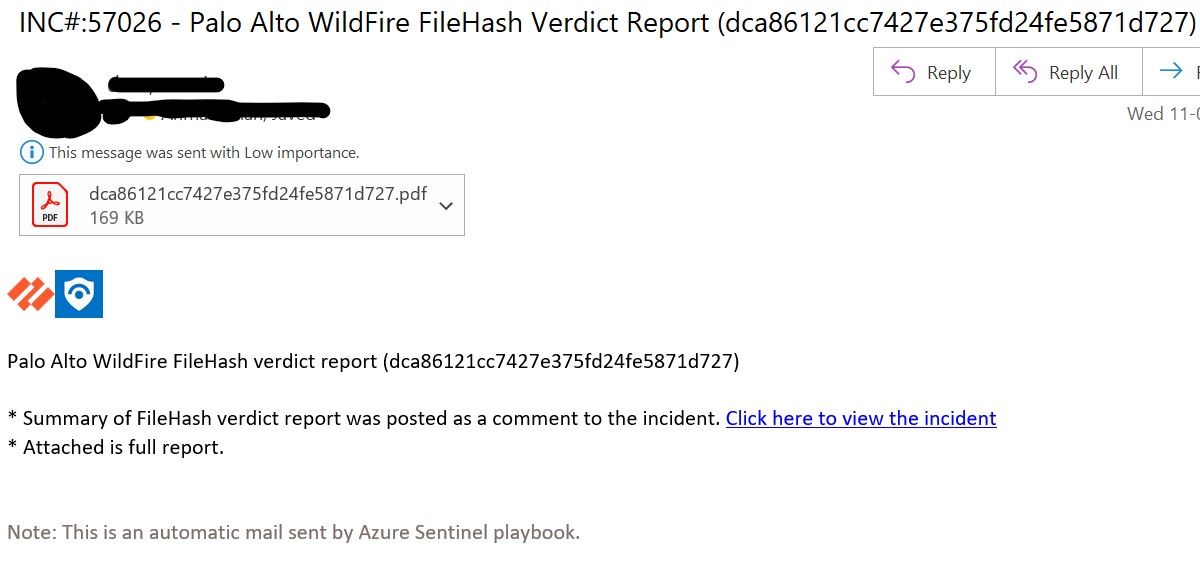 INC#:57026 - Palo Alto WildFire FileHash Verdict Report (dca86121cc7427e375fd24fe5871d727)
Reply
Reply All
Wed 11-
This message was sent with Low importance.
dca86121cc7427e375fd24fe5871d727.pdf
PDF
169 KB
Palo Alto WildFire FileHash verdict report (dca86121cc7427e375fd24fe5871d727)
* Summary of FileHash verdict report was posted as a comment to the incident. Click here to view the incident
* Attached is full report.
Note: This is an automatic mail sent by Azure Sentinel playbook.